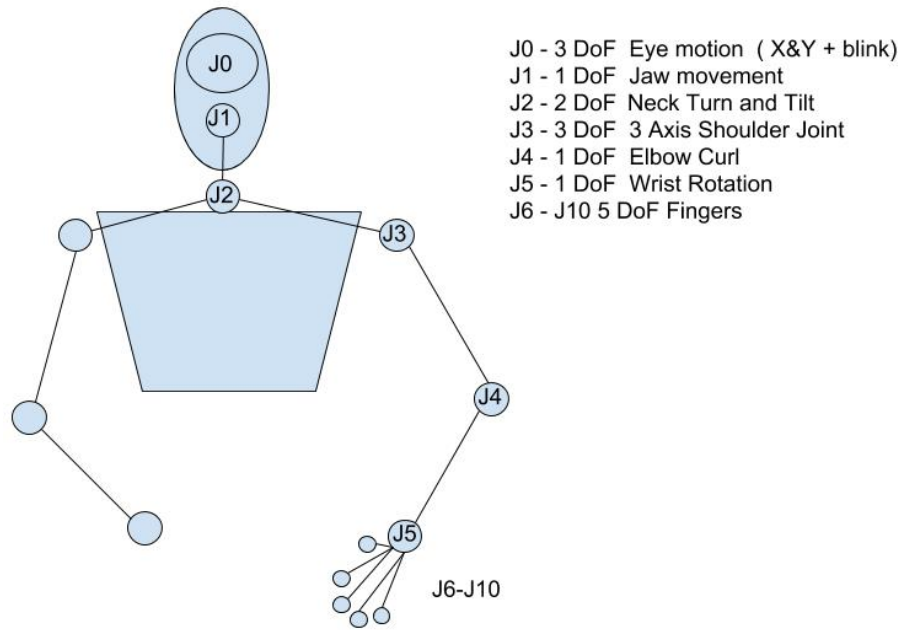 J0 - 3 DoF Eye motion ( X&Y + blink)
J1 - 1 DoF Jaw movement
J2 - 2 DoF Neck Turn and Tilt
J3 - 3 DoF 3 Axis Shoulder Joint
J4 - 1 DoF Elbow Curl
J5 - 1 DoF Wrist Rotation
J6 - J10 5 DoF Fingers
J0
J1
J2
J3
J4
J5
J6-J10